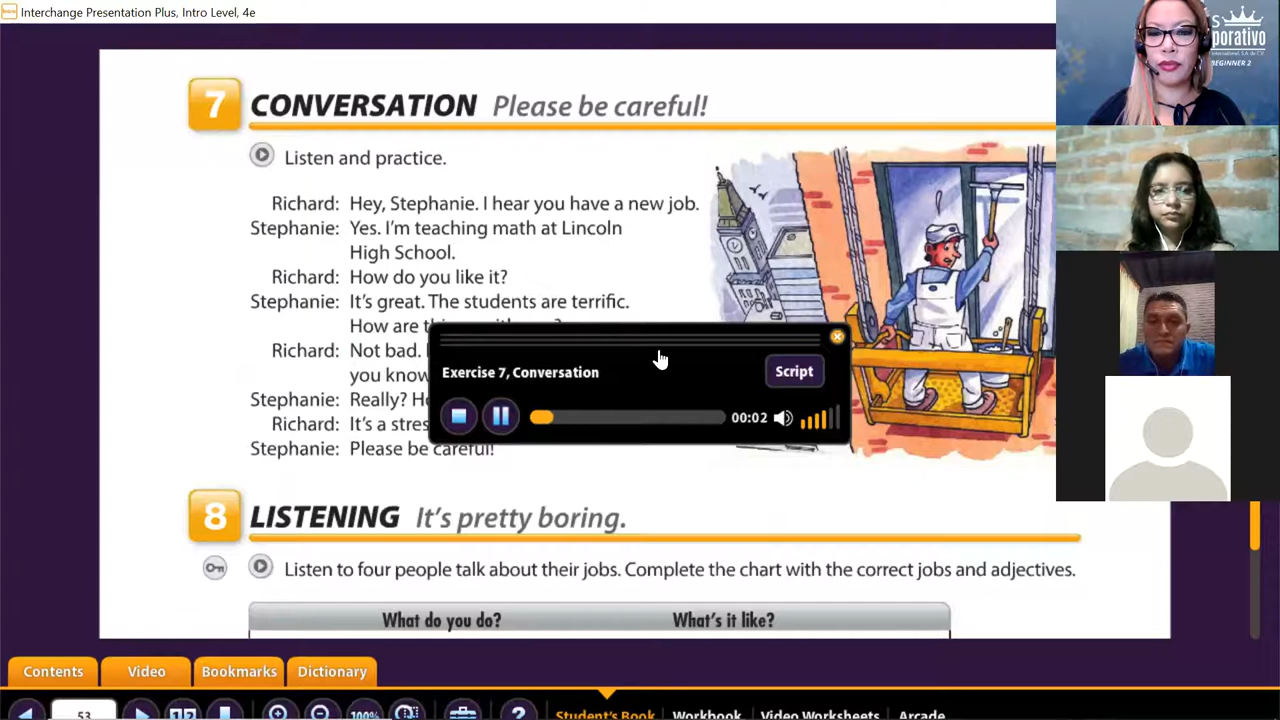 Interchange Presentation Plus, Intro Level, 4e
S
porativo
BEGINNER 2
7 CONVERSATION Please be careful!
Listen and practice.
Richard: Hey, Stephanie. I hear you have a new job.
Stephanie: Yes. I'm teaching math at Lincoln
High School.
Richard: How do you like it?
Stephanie: It's great. The students are terrific.
How are
Richard: Not bad.
you know
Stephanie: Really?
Richard: It's a
Stephanie: Please be careful!
Exercise 7, Conversation
Script
00:02
8 LISTENING It's pretty boring.
Listen to four people talk about their jobs. Complete the chart with the correct jobs and adjectives.
What do you do? What's it like?
Contents Video Bookmarks Dictionary
53 100% ? Student's Book Workbook Video Worksheets Arcade